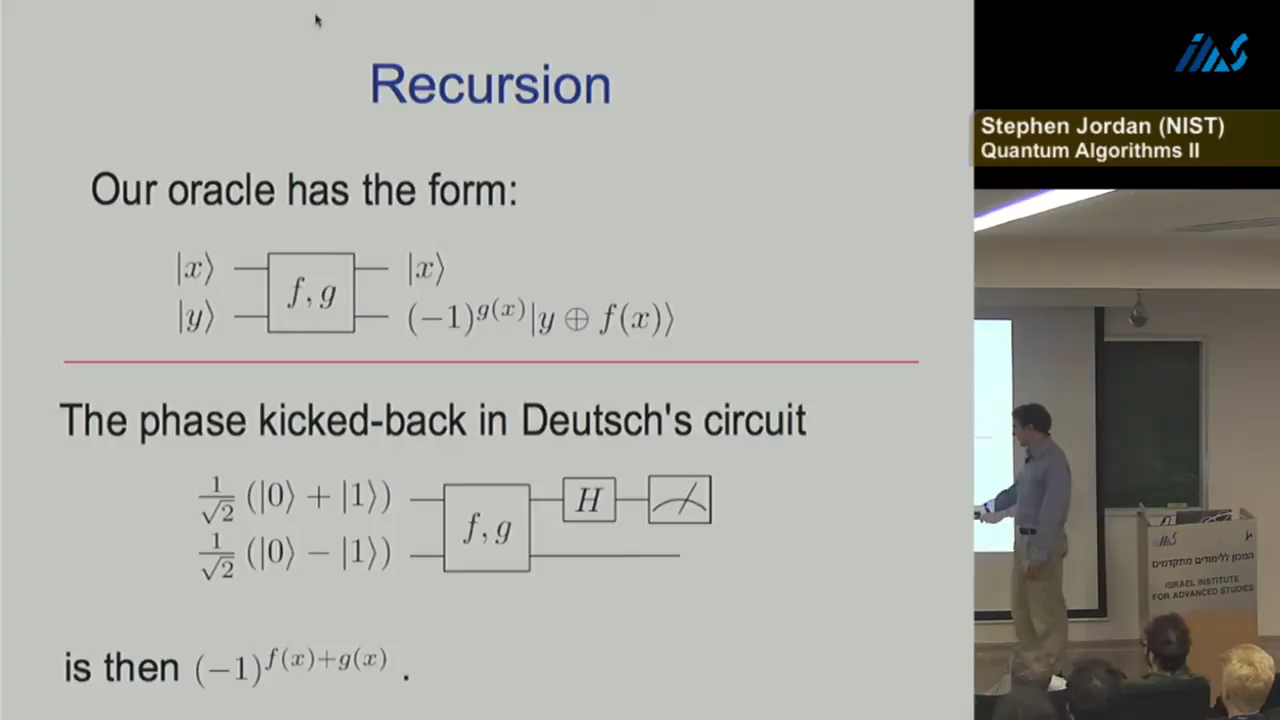 Recursion
Our oracle has the form:
|x⟩ |x⟩
f, g
|y⟩ (−1)^{g(x)}|y ⊕ f(x)⟩
The phase kicked-back in Deutsch's circuit
1/√2 (|0⟩ + |1⟩) H
f, g
1/√2 (|0⟩ − |1⟩)
is then (−1)^{f(x)+g(x)} .
iias
Stephen Jordan (NIST)
Quantum Algorithms II
iias
המכון ללימודים מתקדמים
ISRAEL INSTITUTE
FOR ADVANCED STUDIES